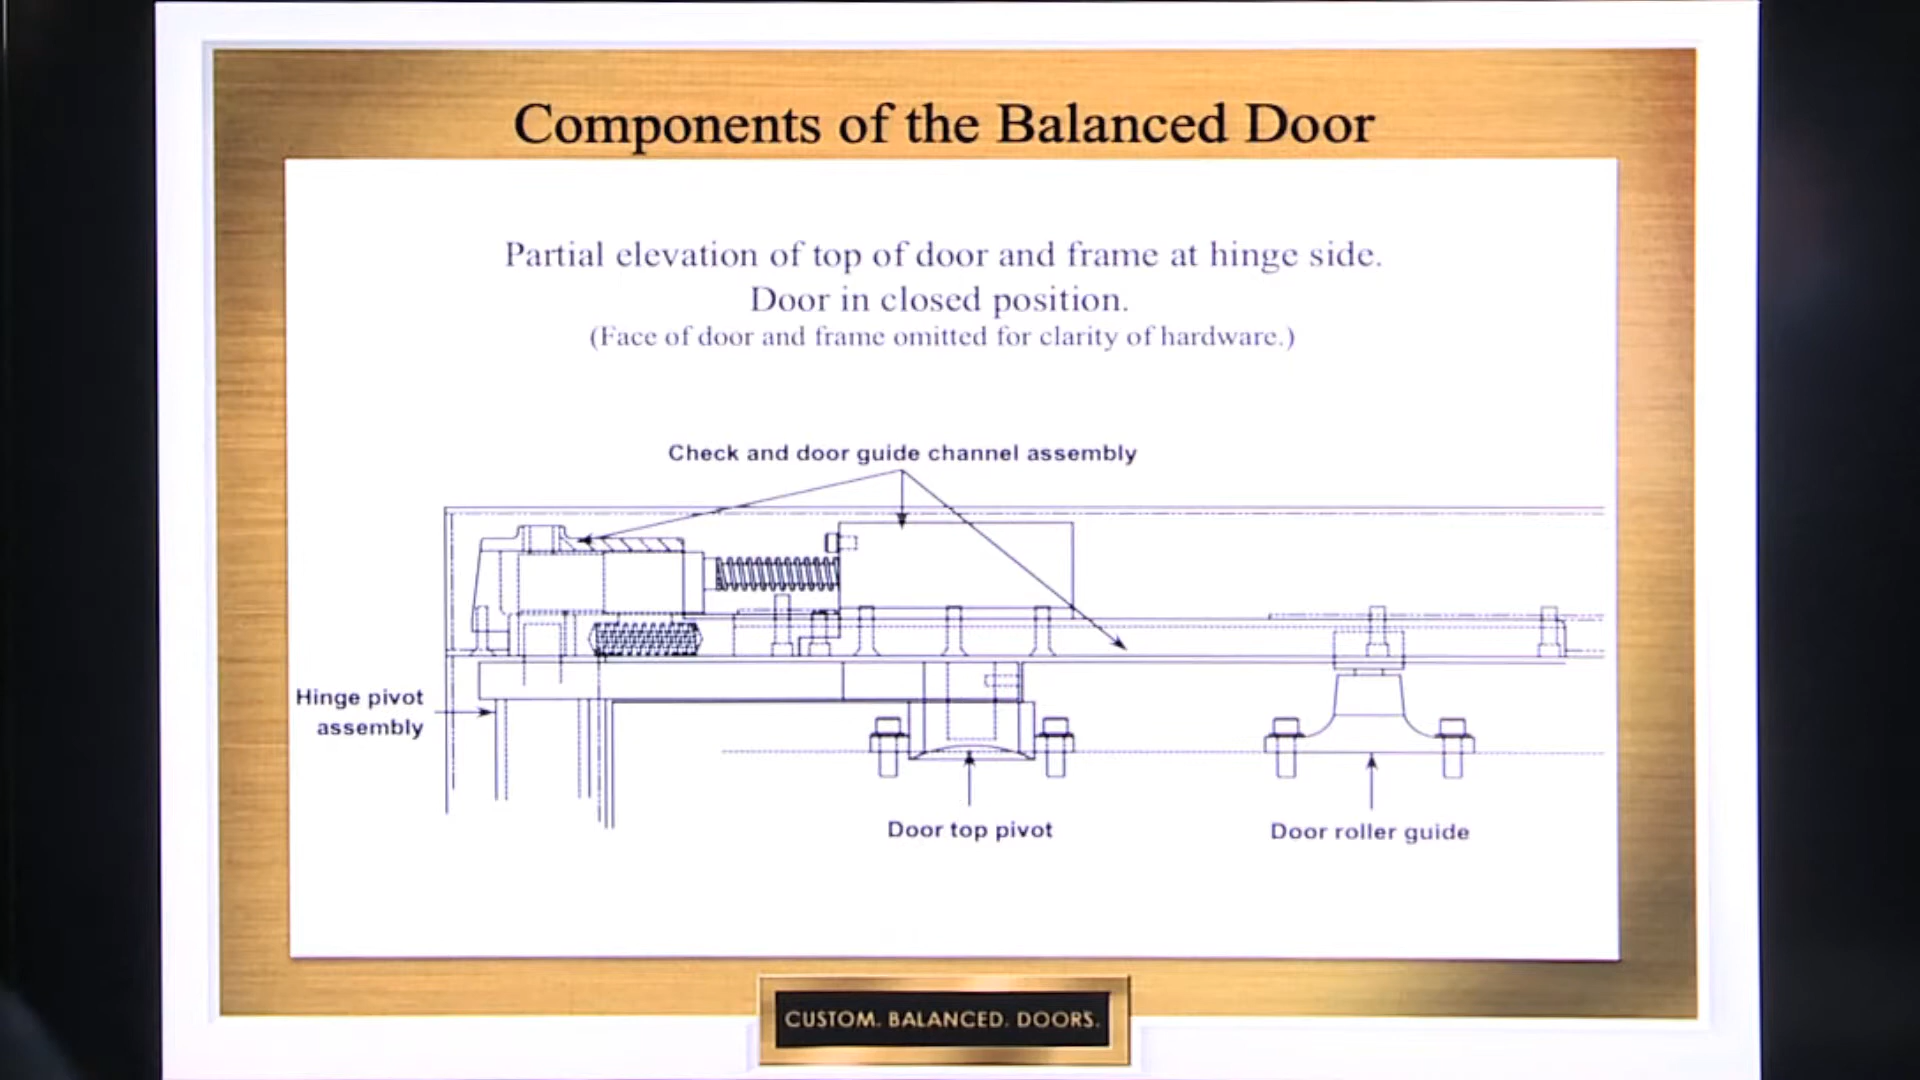 Components of the Balanced Door
Partial elevation of top of door and frame at hinge side.
Door in closed position.
(Face of door and frame omitted for clarity of hardware.)
Check and door guide channel assembly
Hinge pivot
assembly
Door top pivot
Door roller guide
CUSTOM. BALANCED. DOORS.